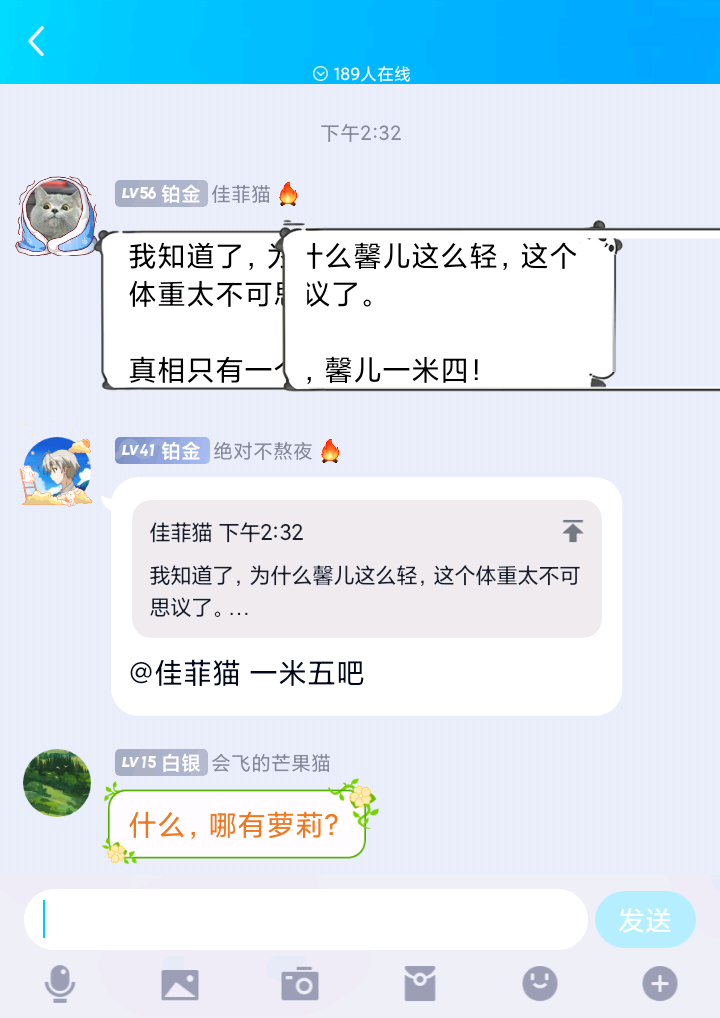 189人在线
下午2:32
LV56 铂金 佳菲猫
我知道了，为什么馨儿这么轻，这个
体重太不可思议了。
真相只有一个，馨儿一米四！
LV41 铂金 绝对不熬夜
佳菲猫 下午2:32
我知道了，为什么馨儿这么轻，这个体重太不可
思议了。...
@佳菲猫 一米五吧
LV15 白银 会飞的芒果猫
什么，哪有萝莉？
发送